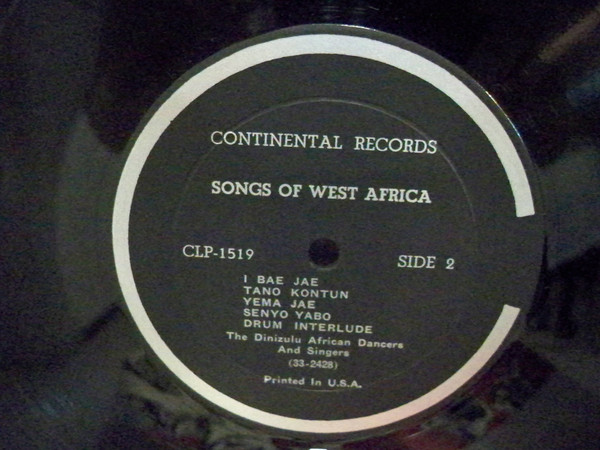 CONTINENTAL RECORDS
SONGS OF WEST AFRICA
CLP-1519 SIDE 2
I BAE JAE
TANO KONTUN
YEMA JAE
SENYO YABO
DRUM INTERLUDE
The Dinizulu African Dancers
And Singers
(33-2428)
Printed In U.S.A.